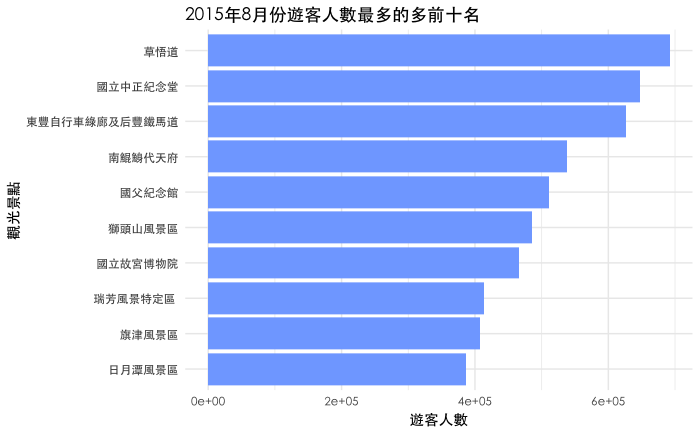 2015年8月份遊客人數最多的多前十名
草悟道
國立中正紀念堂
東豐自行車綠廊及后豐鐵馬道
南鯤鯓代天府
國父紀念館
獅頭山風景區
國立故宮博物院
瑞芳風景特定區
旗津風景區
日月潭風景區
觀光景點
0e+00 2e+05 4e+05 6e+05
遊客人數